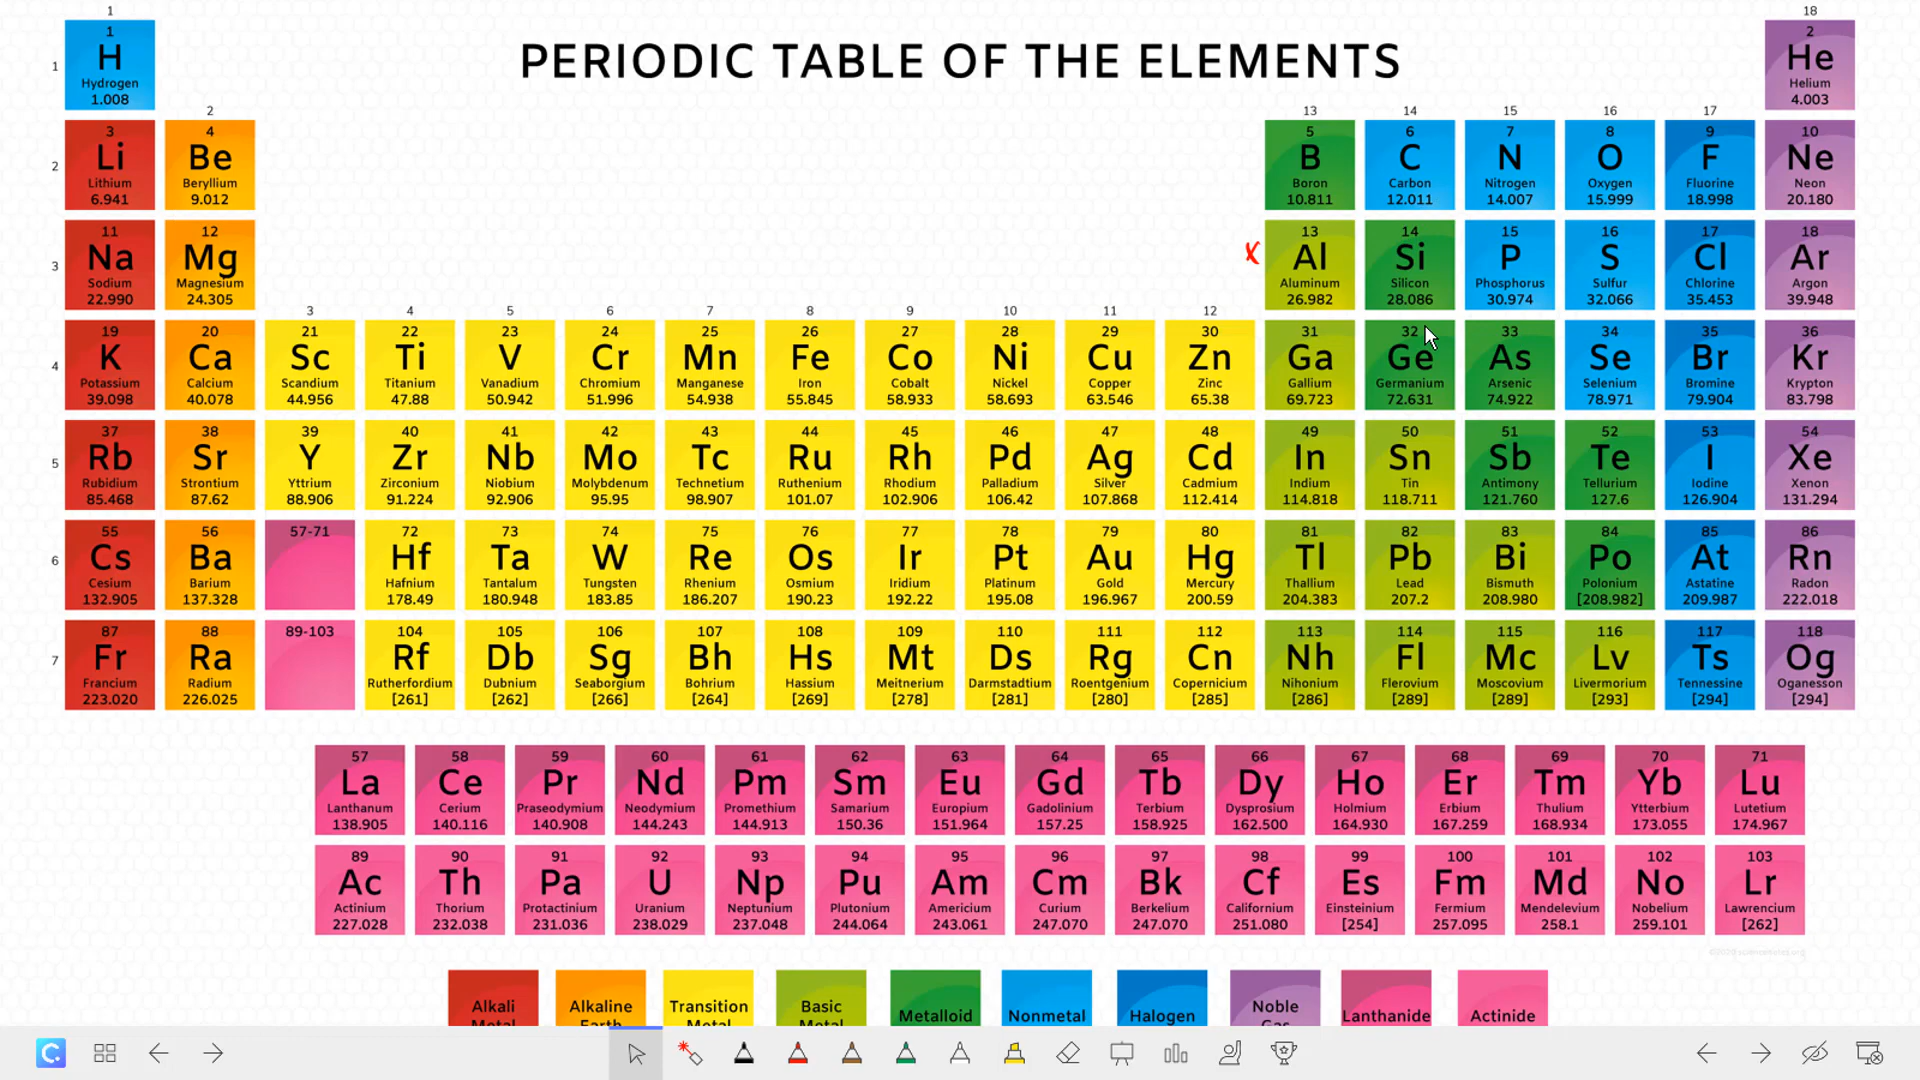 1 18
1 H Hydrogen 1.008
PERIODIC TABLE OF THE ELEMENTS
2 He Helium 4.003
1
2 13 14 15 16 17
3 Li Lithium 6.941
4 Be Beryllium 9.012
5 B Boron 10.811
6 C Carbon 12.011
7 N Nitrogen 14.007
8 O Oxygen 15.999
9 F Fluorine 18.998
10 Ne Neon 20.180
2
11 Na Sodium 22.990
12 Mg Magnesium 24.305
x
13 Al Aluminum 26.982
14 Si Silicon 28.086
15 P Phosphorus 30.974
16 S Sulfur 32.066
17 Cl Chlorine 35.453
18 Ar Argon 39.948
3
3 4 5 6 7 8 9 10 11 12
19 K Potassium 39.098
20 Ca Calcium 40.078
21 Sc Scandium 44.956
22 Ti Titanium 47.88
23 V Vanadium 50.942
24 Cr Chromium 51.996
25 Mn Manganese 54.938
26 Fe Iron 55.845
27 Co Cobalt 58.933
28 Ni Nickel 58.693
29 Cu Copper 63.546
30 Zn Zinc 65.38
31 Ga Gallium 69.723
32 Ge Germanium 72.631
33 As Arsenic 74.922
34 Se Selenium 78.971
35 Br Bromine 79.904
36 Kr Krypton 83.798
4
37 Rb Rubidium 85.468
38 Sr Strontium 87.62
39 Y Yttrium 88.906
40 Zr Zirconium 91.224
41 Nb Niobium 92.906
42 Mo Molybdenum 95.95
43 Tc Technetium 98.907
44 Ru Ruthenium 101.07
45 Rh Rhodium 102.906
46 Pd Palladium 106.42
47 Ag Silver 107.868
48 Cd Cadmium 112.414
49 In Indium 114.818
50 Sn Tin 118.711
51 Sb Antimony 121.760
52 Te Tellurium 127.6
53 I Iodine 126.904
54 Xe Xenon 131.294
5
55 Cs Cesium 132.905
56 Ba Barium 137.328
57-71
72 Hf Hafnium 178.49
73 Ta Tantalum 180.948
74 W Tungsten 183.85
75 Re Rhenium 186.207
76 Os Osmium 190.23
77 Ir Iridium 192.22
78 Pt Platinum 195.08
79 Au Gold 196.967
80 Hg Mercury 200.59
81 Tl Thallium 204.383
82 Pb Lead 207.2
83 Bi Bismuth 208.980
84 Po Polonium [208.982]
85 At Astatine 209.987
86 Rn Radon 222.018
6
87 Fr Francium 223.020
88 Ra Radium 226.025
89-103
104 Rf Rutherfordium [261]
105 Db Dubnium [262]
106 Sg Seaborgium [266]
107 Bh Bohrium [264]
108 Hs Hassium [269]
109 Mt Meitnerium [278]
110 Ds Darmstadtium [281]
111 Rg Roentgenium [280]
112 Cn Copernicium [285]
113 Nh Nihonium [286]
114 Fl Flerovium [289]
115 Mc Moscovium [289]
116 Lv Livermorium [293]
117 Ts Tennessine [294]
118 Og Oganesson [294]
7
57 La Lanthanum 138.905
58 Ce Cerium 140.116
59 Pr Praseodymium 140.908
60 Nd Neodymium 144.243
61 Pm Promethium 144.913
62 Sm Samarium 150.36
63 Eu Europium 151.964
64 Gd Gadolinium 157.25
65 Tb Terbium 158.925
66 Dy Dysprosium 162.500
67 Ho Holmium 164.930
68 Er Erbium 167.259
69 Tm Thulium 168.934
70 Yb Ytterbium 173.055
71 Lu Lutetium 174.967
89 Ac Actinium 227.028
90 Th Thorium 232.038
91 Pa Protactinium 231.036
92 U Uranium 238.029
93 Np Neptunium 237.048
94 Pu Plutonium 244.064
95 Am Americium 243.061
96 Cm Curium 247.070
97 Bk Berkelium 247.070
98 Cf Californium 251.080
99 Es Einsteinium [254]
100 Fm Fermium 257.095
101 Md Mendelevium 258.1
102 No Nobelium 259.101
103 Lr Lawrencium [262]
Alkali Metal
Alkaline Earth
Transition Metal
Basic Metal
Metalloid
Nonmetal
Halogen
Noble Gas
Lanthanide
Actinide